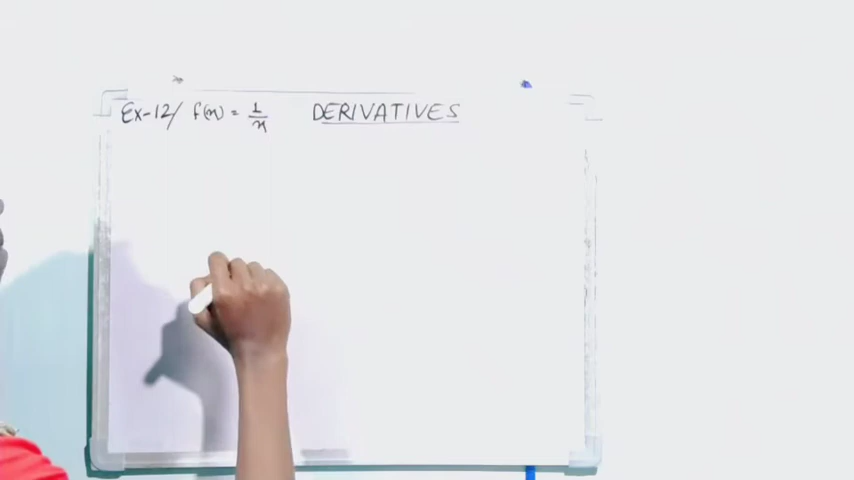 Ex-12/ f(x) = 1/x DERIVATIVES